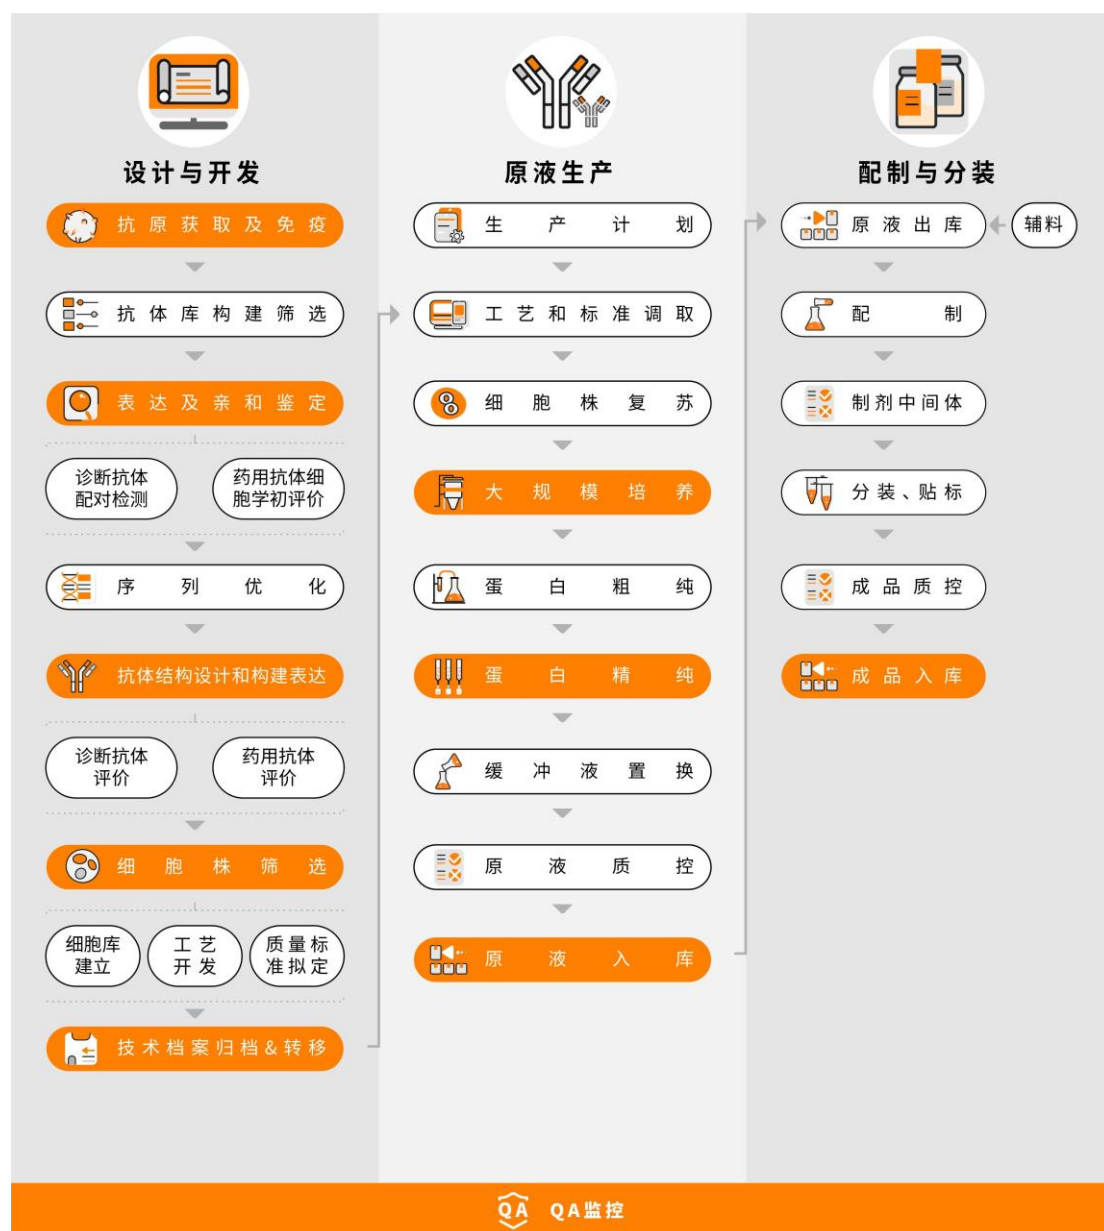 设计与开发
抗原获取及免疫
抗体库构建筛选
表达及亲和鉴定
诊断抗体
配对检测
药用抗体细
胞学初评价
序列优化
抗体结构设计和构建表达
诊断抗体
评价
药用抗体
评价
细胞株筛选
细胞库
建立
工艺
开发
质量标
准拟定
技术档案归档&转移
原液生产
生产计划
工艺和标准调取
细胞株复苏
大规模培养
蛋白粗纯
蛋白精纯
缓冲液置换
原液质控
原液入库
配制与分装
原液出库
辅料
配制
制剂中间体
分装、贴标
成品质控
成品入库
QA QA监控